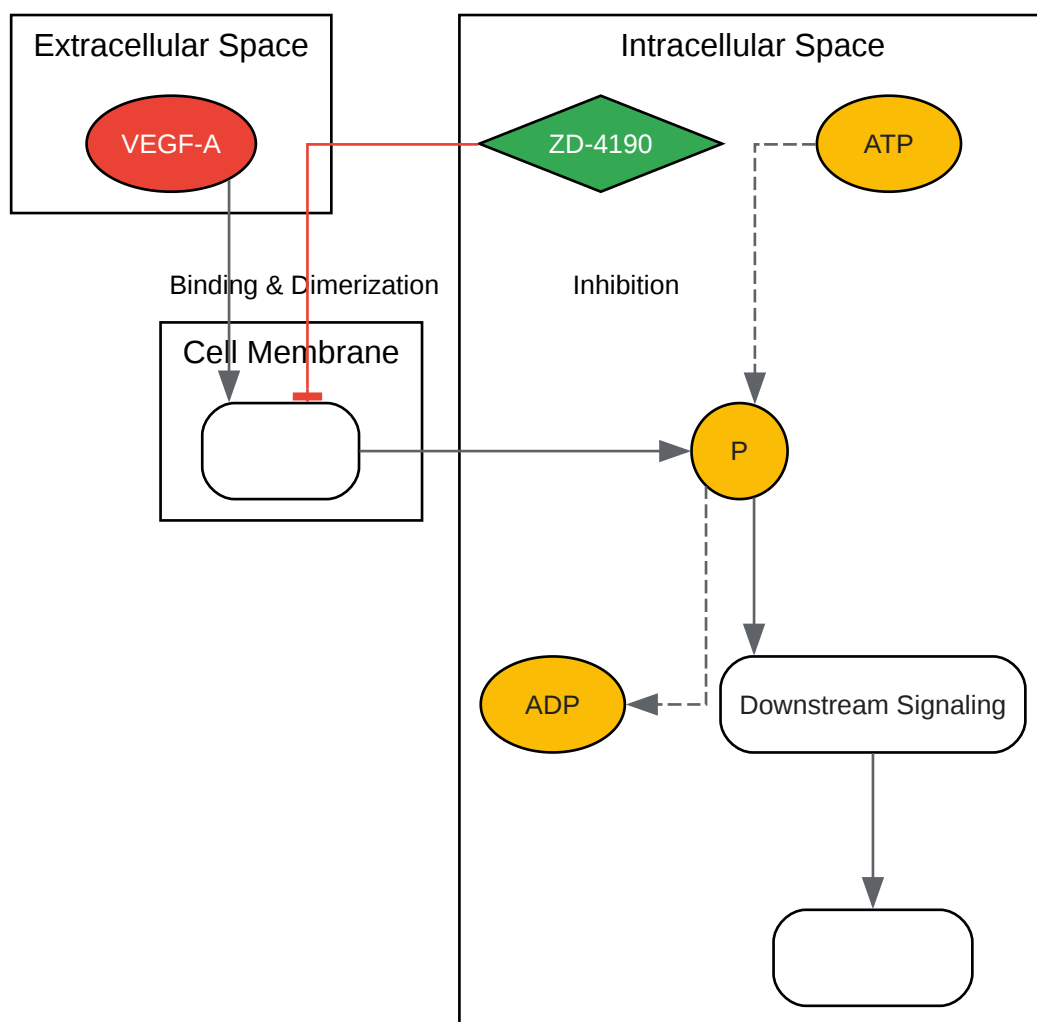 Extracellular Space
Intracellular Space
VEGF-A
ZD-4190
ATP
Binding & Dimerization
Inhibition
Cell Membrane
P
ADP
Downstream Signaling